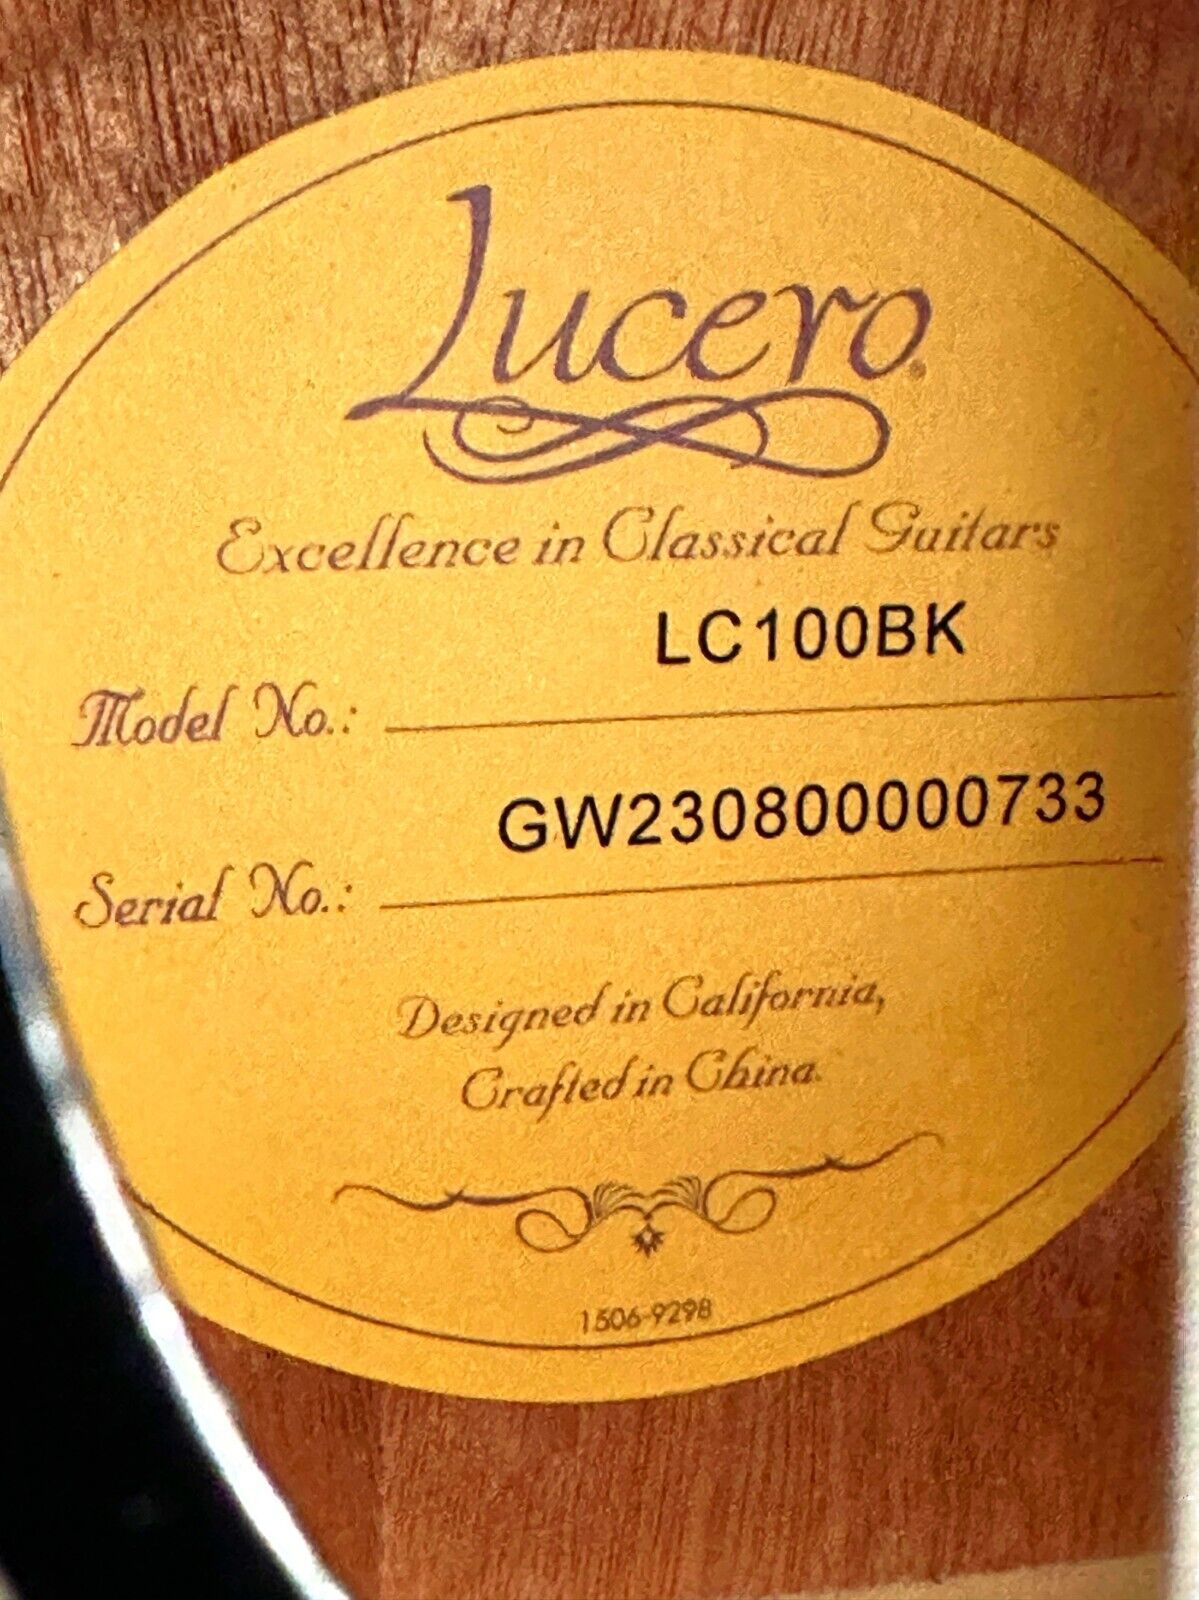 Lucero®
Excellence in Classical Guitars
LC100BK
Model No.:
GW230800000733
Serial No.:
Designed in California,
Crafted in China.
1506-9298